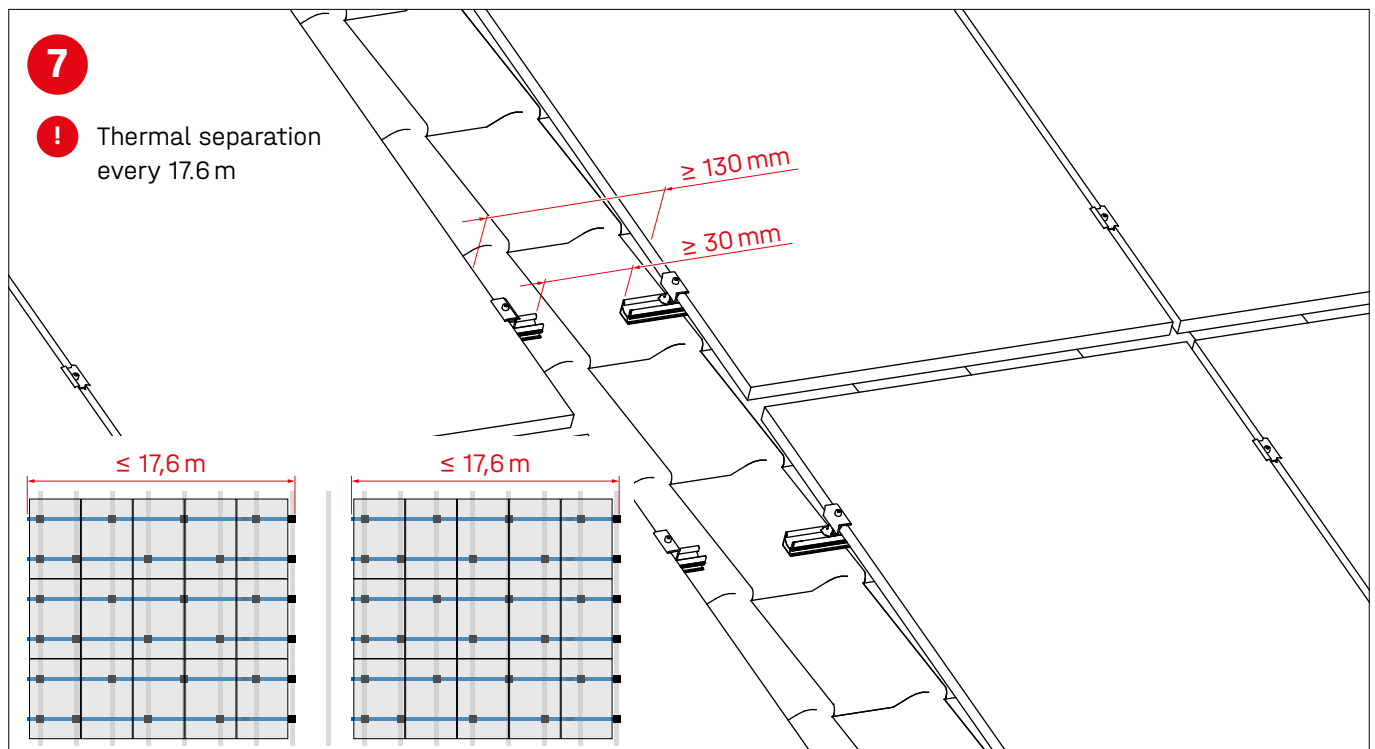 7
! Thermal separation
every 17.6 m
≥ 130 mm
≥ 30 mm
≤ 17,6 m
≤ 17,6 m